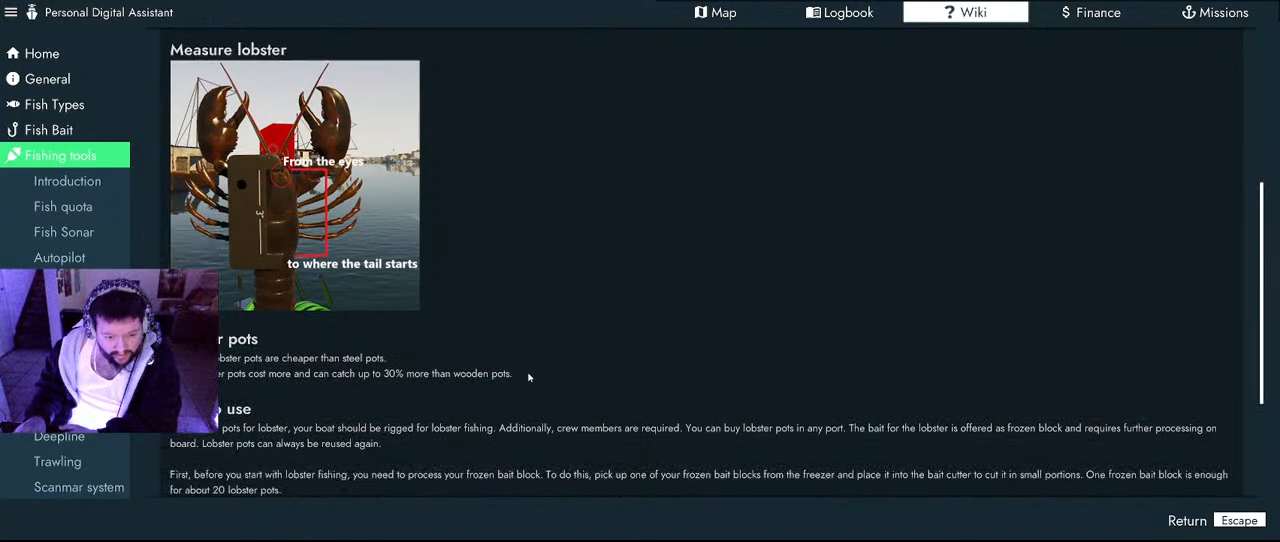 Personal Digital Assistant
Map
Logbook
? Wiki
$ Finance
Missions
Home
General
Fish Types
Fish Bait
Fishing tools
Introduction
Fish quota
Fish Sonar
Autopilot
Deepline
Trawling
Scanmar system
Measure lobster
From the eyes
3"
to where the tail starts
pots
pots are cheaper than steel pots.
pots cost more and can catch up to 30% more than wooden pots.
use
pots for lobster, your boat should be rigged for lobster fishing. Additionally, crew members are required. You can buy lobster pots in any port. The bait for the lobster is offered as frozen block and requires further processing on
board. Lobster pots can always be reused again.
First, before you start with lobster fishing, you need to process your frozen bait block. To do this, pick up one of your frozen bait blocks from the freezer and place it into the bait cutter to cut it in small portions. One frozen bait block is enough
for about 20 lobster pots.
Return Escape